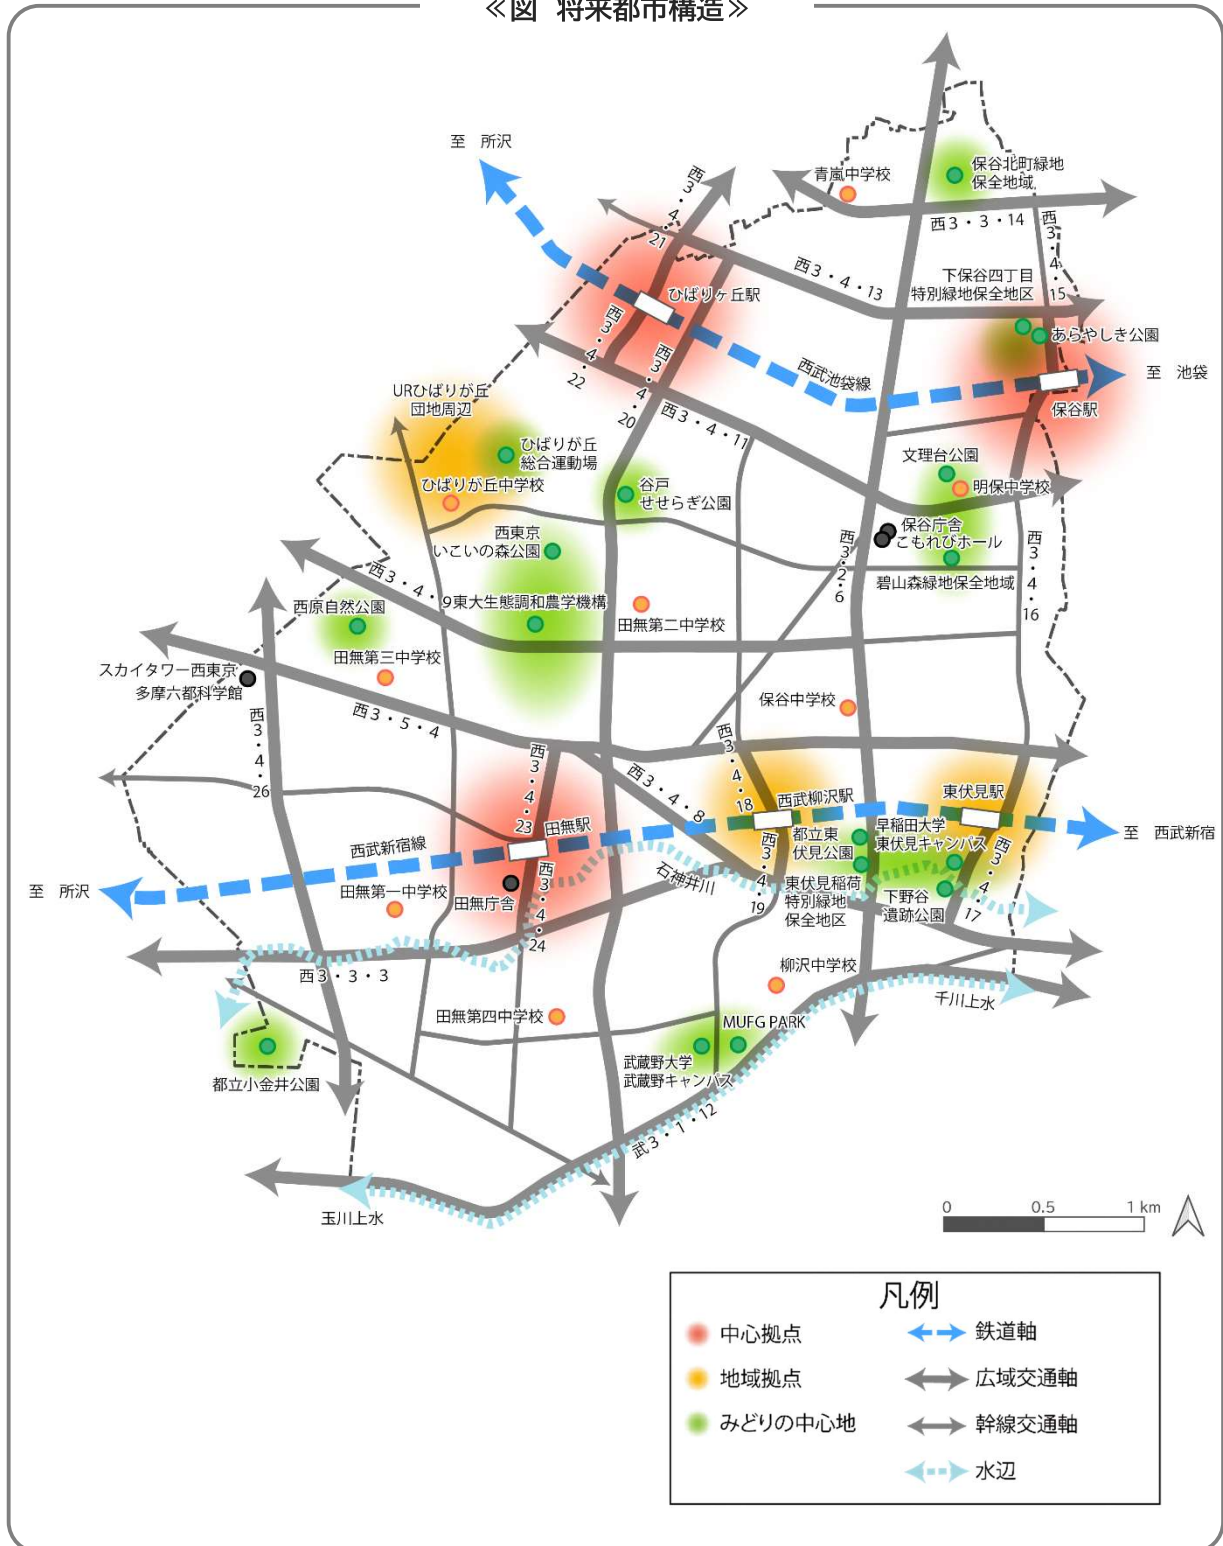 ≪図 将来都市構造≫
至 所沢
西3・4・21
青嵐中学校
保谷北町緑地
保全地域
西3・3・14
西3・4・15
西3・4・13
下保谷四丁目
特別緑地保全地区
ひばりヶ丘駅
あらやしき公園
西3・4・22
西3・4・20
西武池袋線
至 池袋
URひばりが丘
団地周辺
保谷駅
西3・4・11
ひばりが丘
総合運動場
文理台公園
ひばりが丘中学校
谷戸
せせらぎ公園
明保中学校
西東京
いこいの森公園
保谷庁舎
こもれびホール
西3・2・6
西3・4・16
碧山森緑地保全地域
西3・4・9
東大生態調和農学機構
西原自然公園
田無第二中学校
田無第三中学校
スカイタワー西東京
多摩六都科学館
保谷中学校
西3・5・4
西3・4・26
西3・4・23
西3・4・8
西3・4・18
西武柳沢駅
東伏見駅
田無駅
都立東
伏見公園
早稲田大学
東伏見キャンパス
至 西武新宿
西武新宿線
石神井川
西3・4・19
西3・4・17
至 所沢
田無第一中学校
田無庁舎
西3・4・24
東伏見稲荷
特別緑地
保全地区
下野谷
遺跡公園
西3・3・3
柳沢中学校
千川上水
田無第四中学校
MUFG PARK
武蔵野大学
武蔵野キャンパス
都立小金井公園
武3・1・12
玉川上水
0 0.5 1 km
凡例
中心拠点
鉄道軸
地域拠点
広域交通軸
みどりの中心地
幹線交通軸
水辺